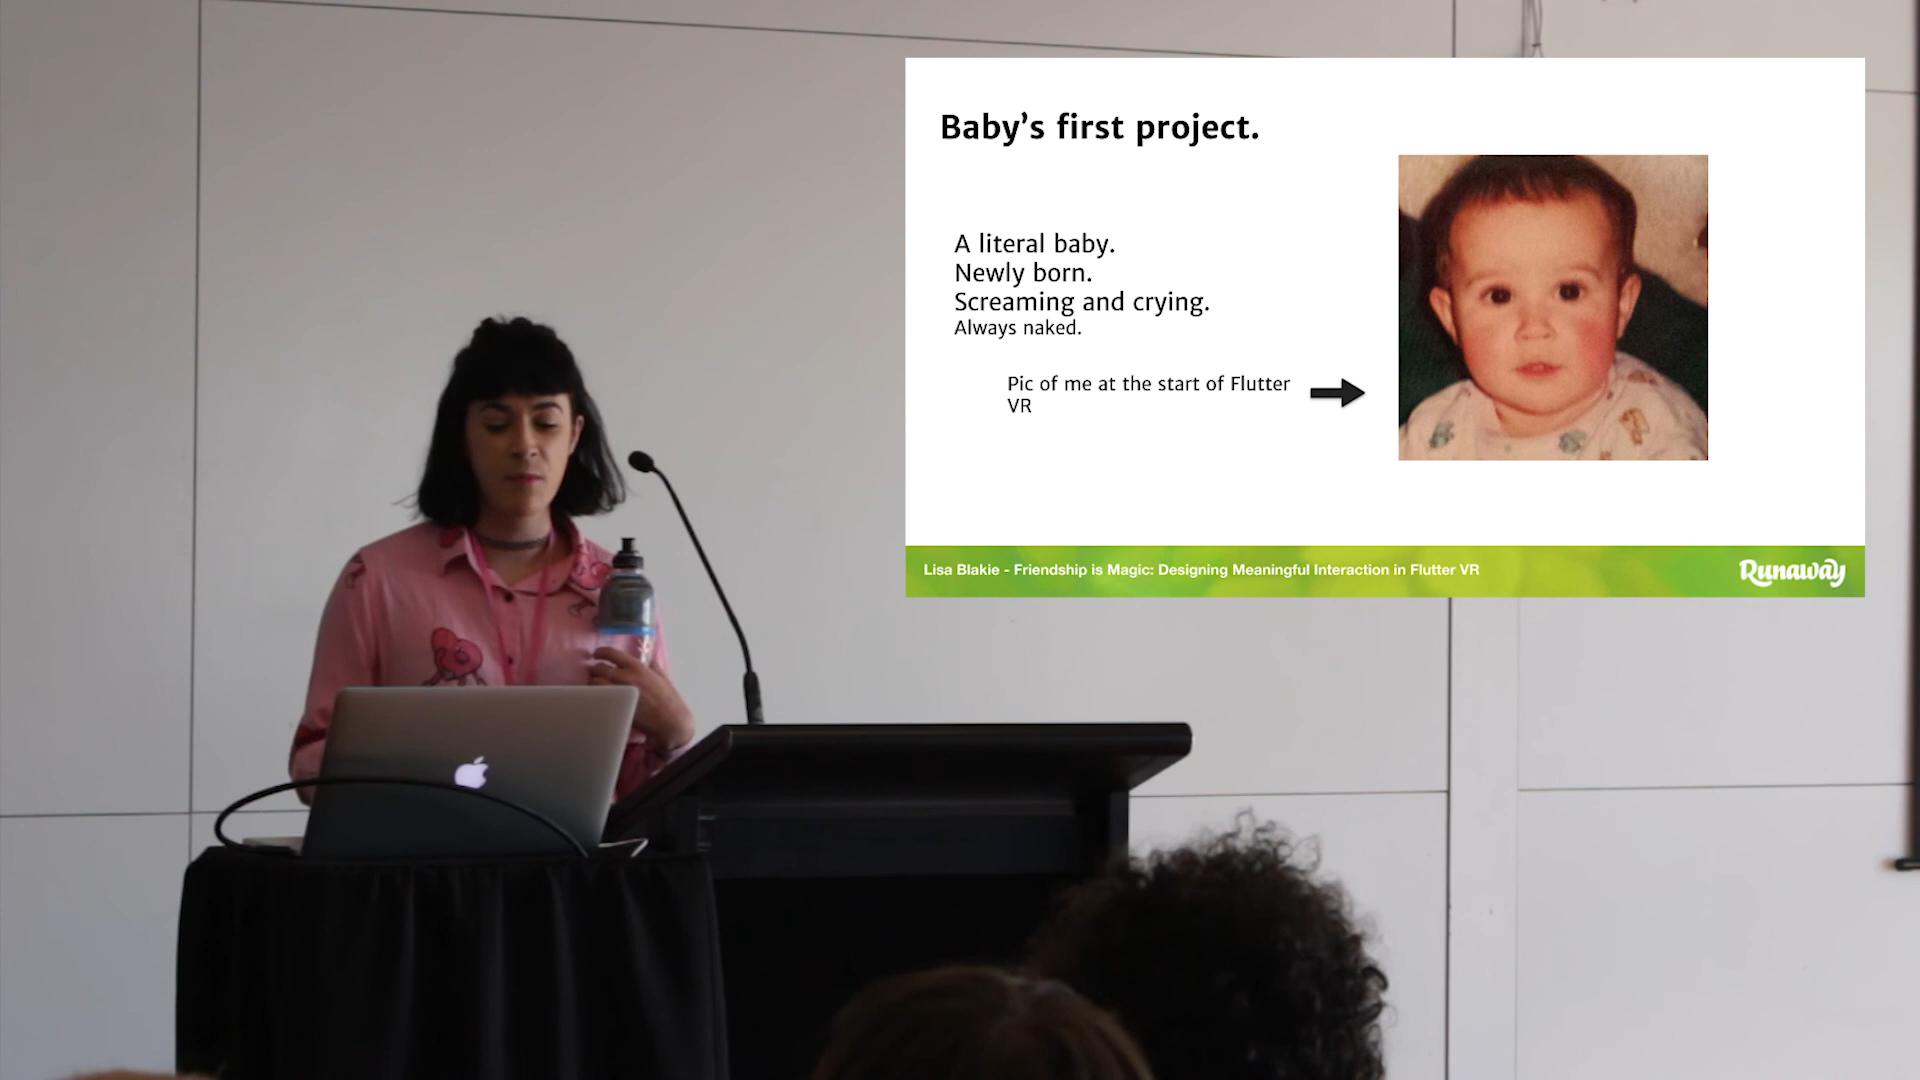 Baby's first project.
A literal baby.
Newly born.
Screaming and crying.
Always naked.
Pic of me at the start of Flutter
VR
Lisa Blakie - Friendship is Magic: Designing Meaningful Interaction in Flutter VR
Runaway